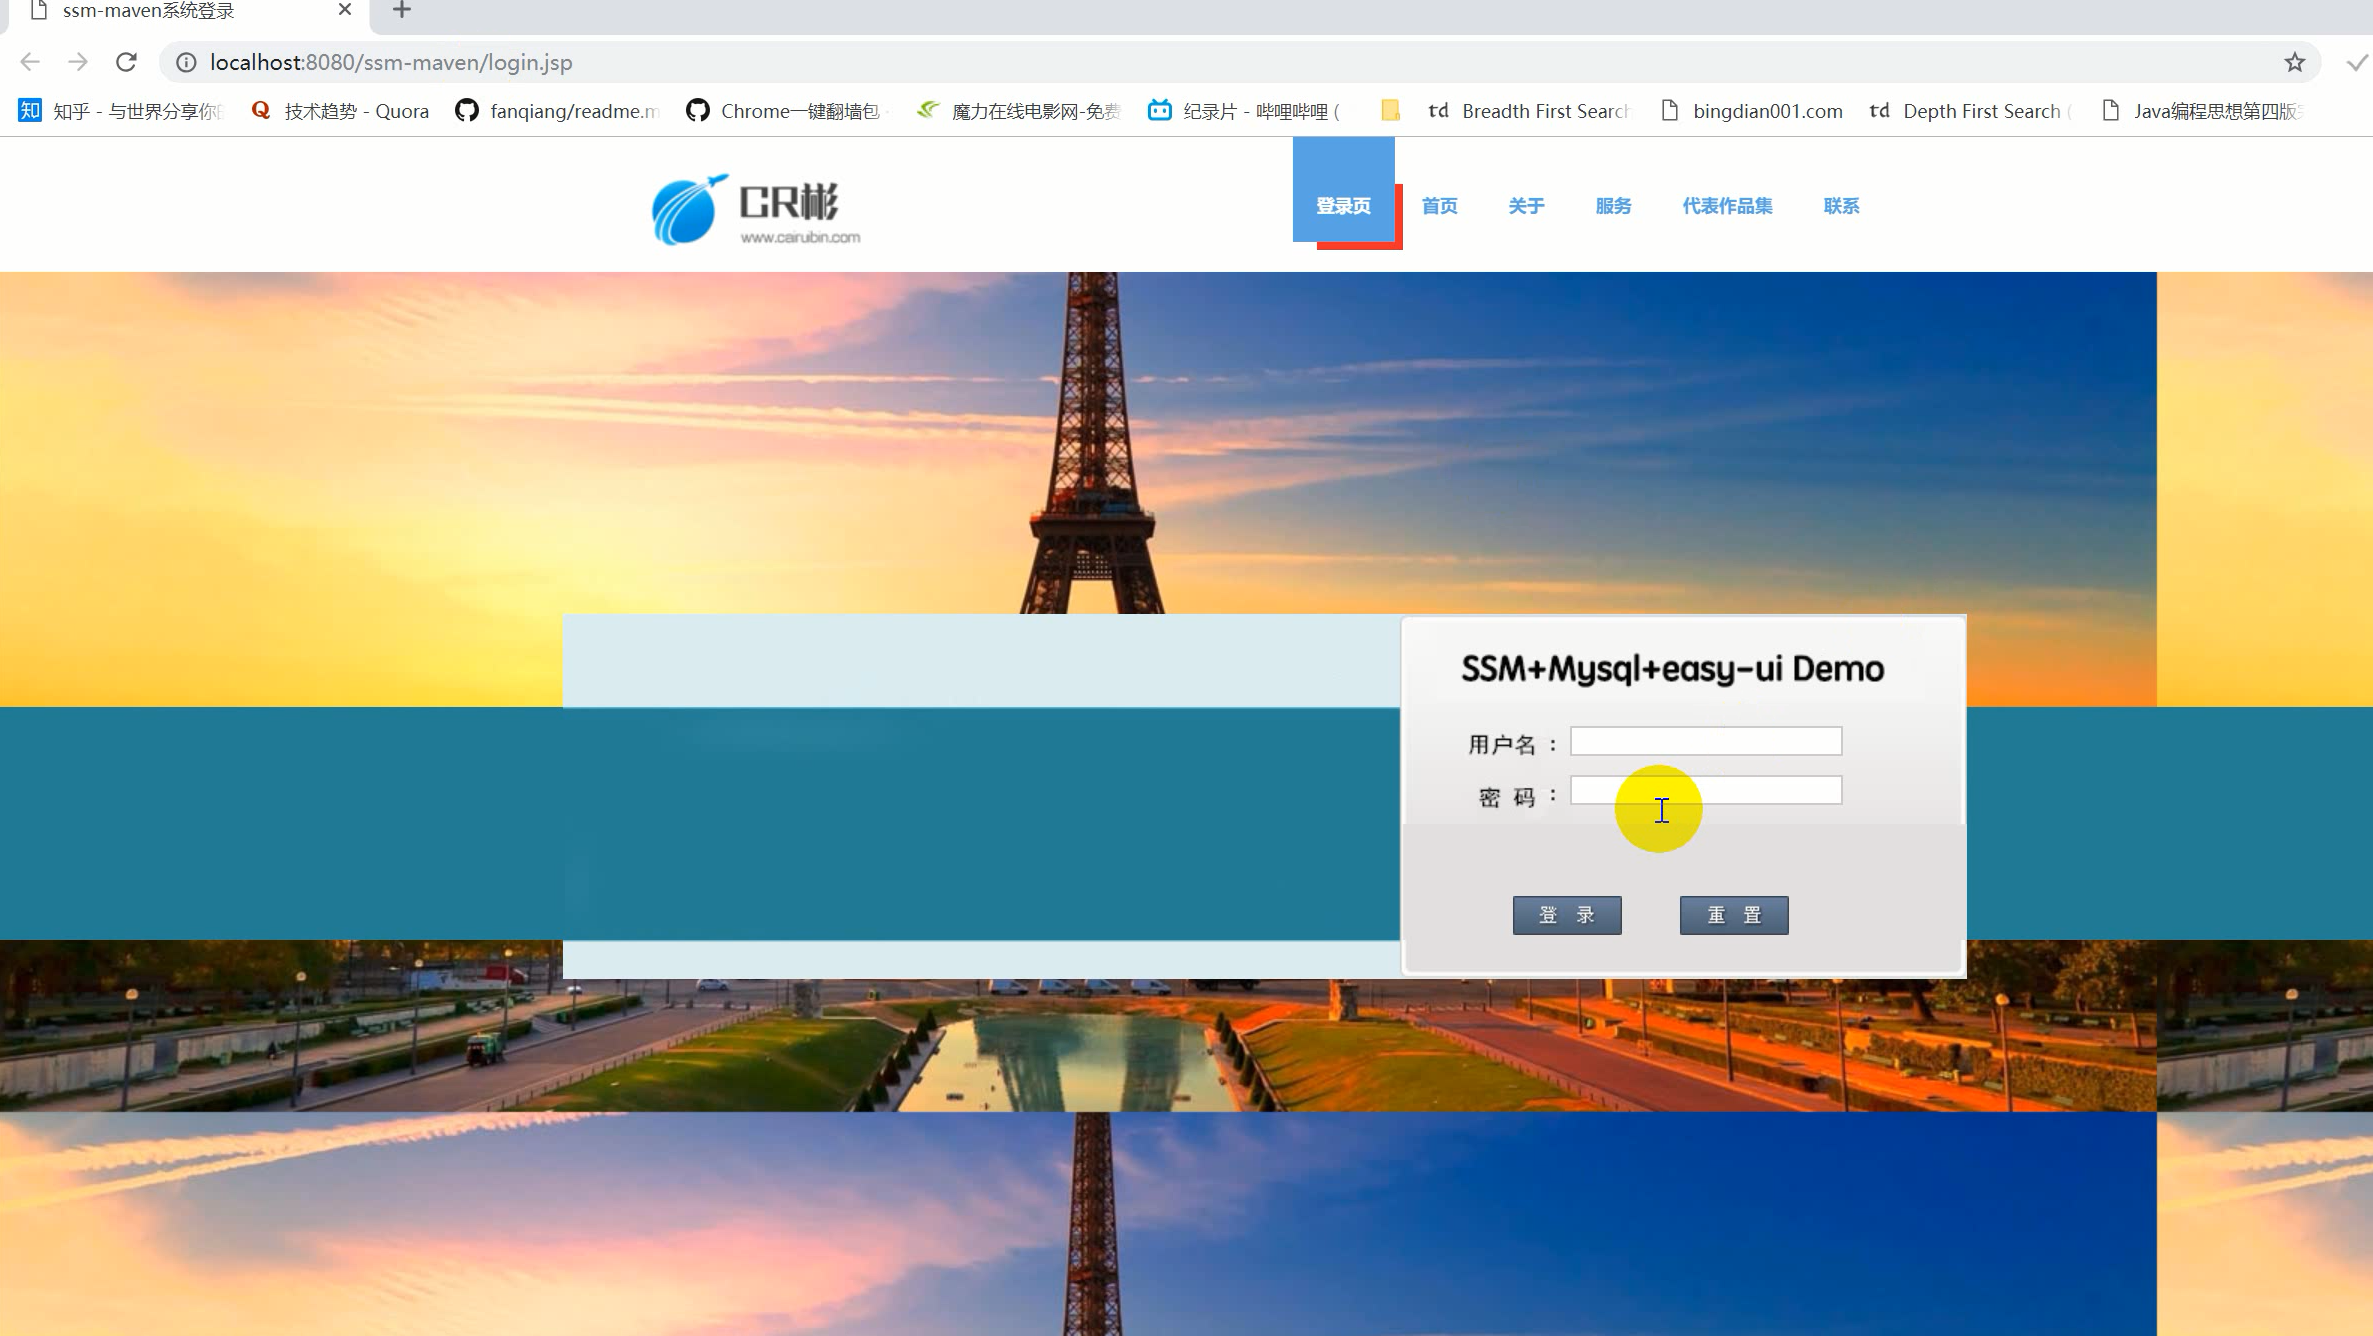 ssm-maven系统登录
localhost:8080/ssm-maven/login.jsp
知 知乎 - 与世界分享你 技术趋势 - Quora fanqiang/readme.m Chrome一键翻墙包 魔力在线电影网-免费 纪录片 - 哔哩哔哩 ( td Breadth First Search bingdian001.com td Depth First Search ( Java编程思想第四版
CR彬
www.cairuibin.com
登录页 首页 关于 服务 代表作品集 联系
SSM+Mysql+easy-ui Demo
用户名 :
密 码 :
登 录 重 置